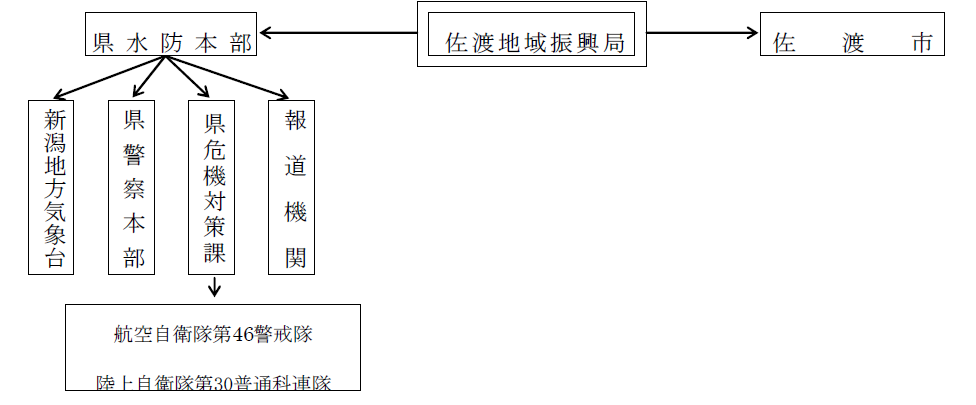 県水防本部
佐渡地域振興局
佐渡市
新潟地方気象台
県警察本部
県危機対策課
報道機関
航空自衛隊第46警戒隊
陸上自衛隊第30普通科連隊